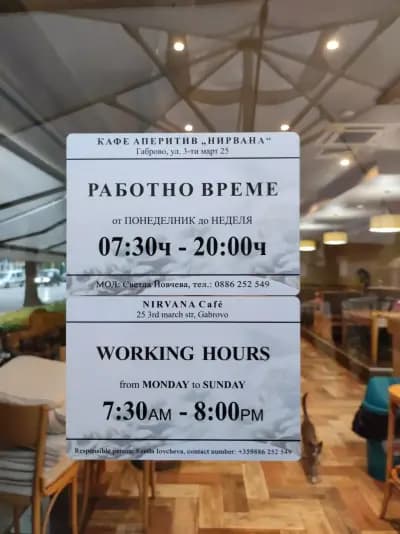 КАФЕ АПЕРИТИВ „НИРВАНА“
Габрово, ул. 3-ти март 25
РАБОТНО ВРЕМЕ
от ПОНЕДЕЛНИК до НЕДЕЛЯ
07:30ч - 20:00ч
МОЛ: Светла Йовчева, тел.: 0886 252 549
NIRVANA Café
25 3rd march str, Gabrovo
WORKING HOURS
from MONDAY to SUNDAY
7:30AM - 8:00PM
Responsible person: Svetla Iovcheva, contact number: +359886 252 549